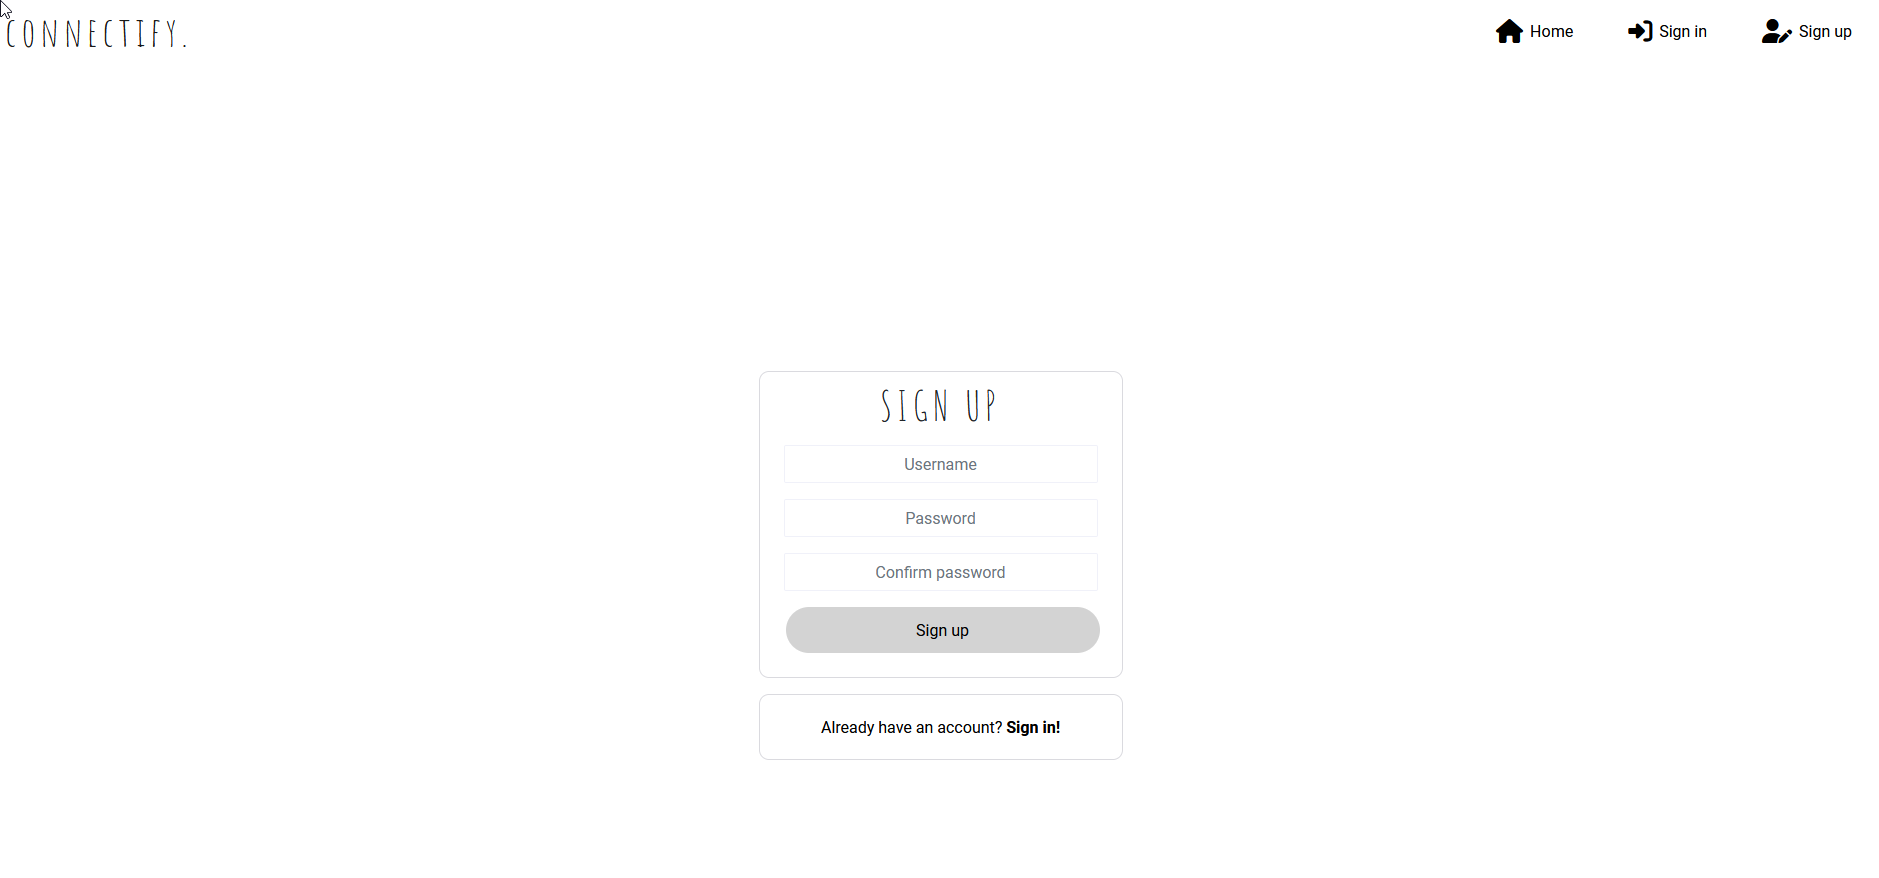 CONNECTIFY.
Home
Sign in
Sign up
SIGN UP
Username
Password
Confirm password
Sign up
Already have an account? Sign in!